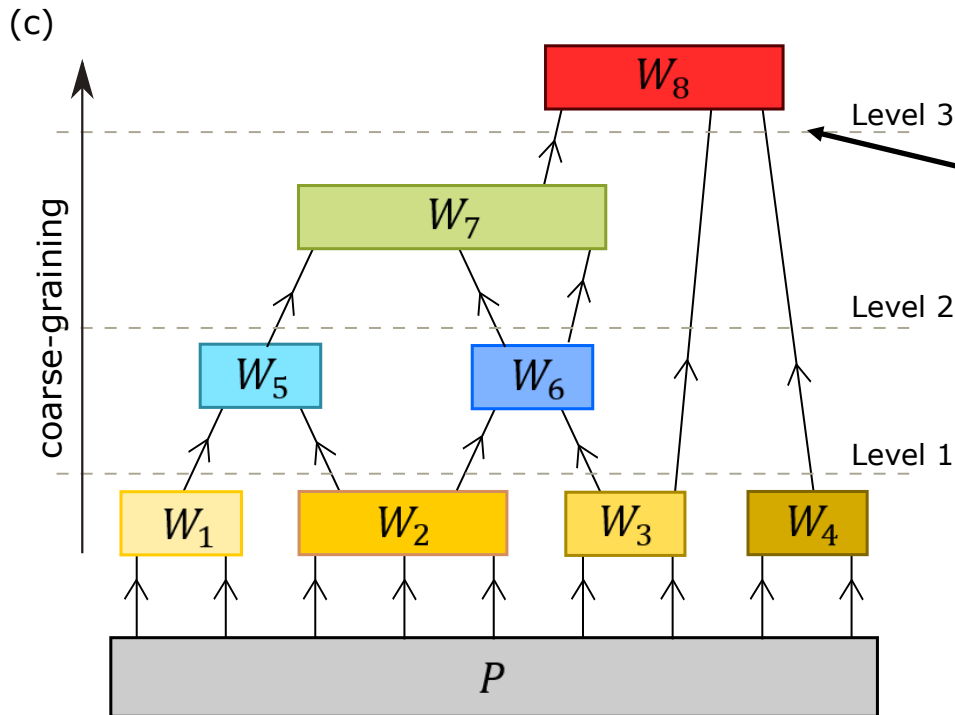 (c)
W₈
Level 3
W₇
Level 2
W₅ W₆
Level 1
W₁ W₂ W₃ W₄
P
coarse-graining